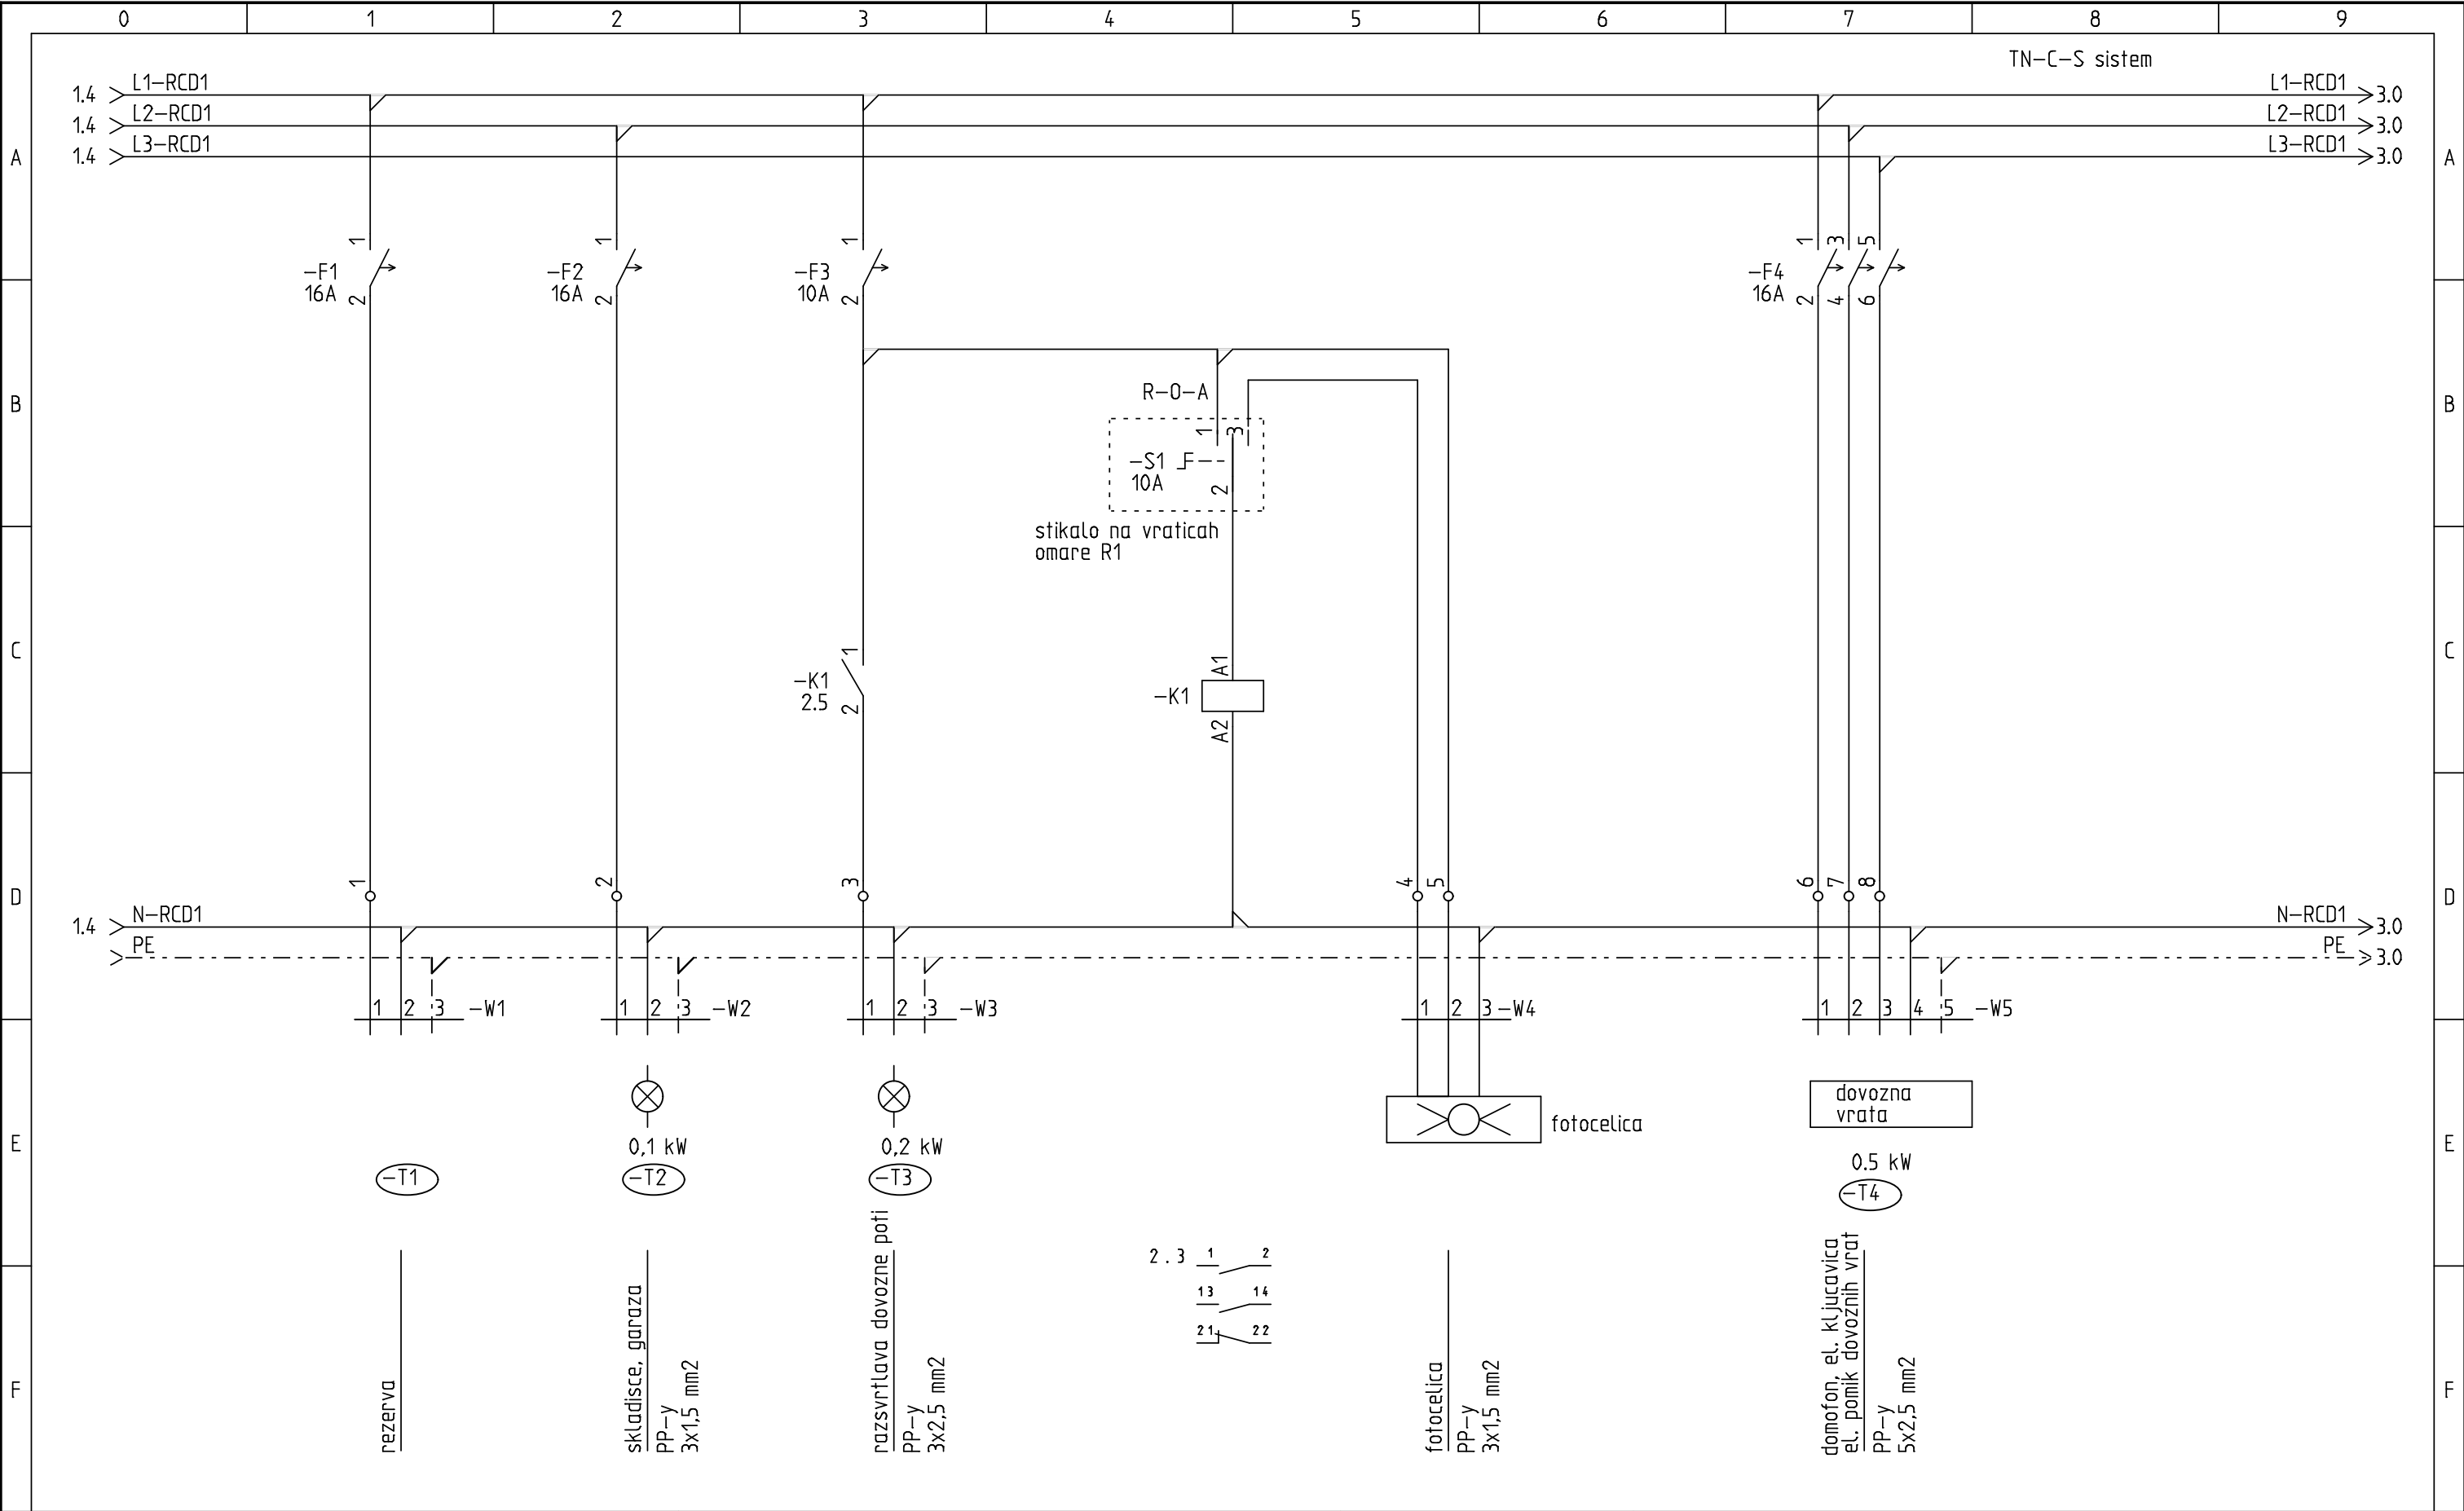 0 1 2 3 4 5 6 7 8 9
TN-C-S sistem
1.4 L1-RCD1 L1-RCD1 3.0
1.4 L2-RCD1 L2-RCD1 3.0
1.4 L3-RCD1 L3-RCD1 3.0
A A
1 1 1 1 3 5
-F1 -F2 -F3 -F4
16A 16A 10A 16A
2 2 2 2 4 6
B B
R-O-A
1 3
-S1
10A
2
stikalo na vraticah
omare R1
C C
1 A1
-K1 -K1
2.5
2 A2
1 2 3 4 5 6 7 8
D D
1.4 N-RCD1 N-RCD1 3.0
PE PE 3.0
1 2 3 -W1 1 2 3 -W2 1 2 3 -W3 1 2 3 -W4 1 2 3 4 5 -W5
dovozna
vrata
fotocelica
E E
0,1 kW 0,2 kW 0.5 kW
-T1 -T2 -T3 -T4
2.3 1 2
13 14
21 22
F F
rezerva
skladisce, garaza
PP-y
3x1,5 mm2
razsvrtlava dovozne poti
PP-y
3x2,5 mm2
fotocelica
PP-y
3x1,5 mm2
domofon, el. kljucavica
el. pomik dovoznih vrat
PP-y
5x2,5 mm2